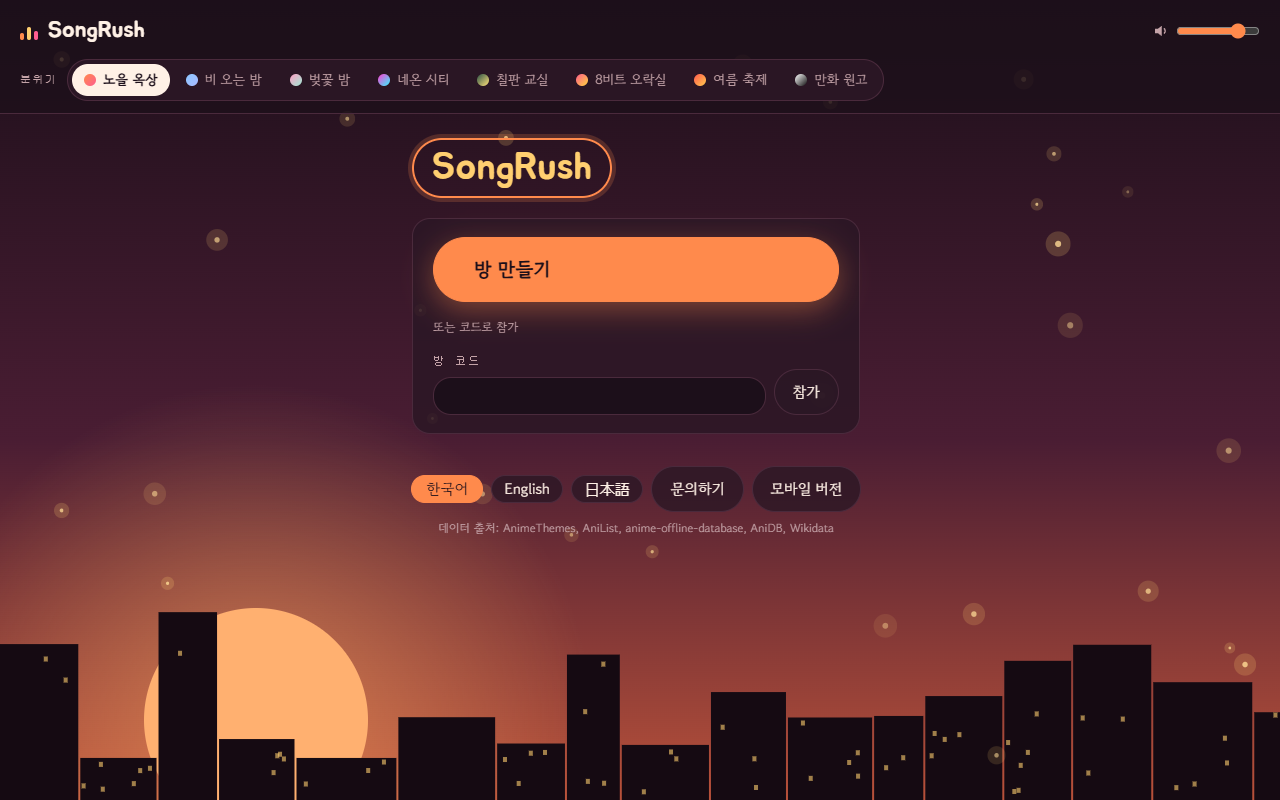 SongRush
분위기 노을 옥상 비 오는 밤 벚꽃 밤 네온 시티 칠판 교실 8비트 오락실 여름 축제 만화 원고
SongRush
방 만들기
또는 코드로 참가
방 코드
참가
한국어 English 日本語 문의하기 모바일 버전
데이터 출처: AnimeThemes, AniList, anime-offline-database, AniDB, Wikidata